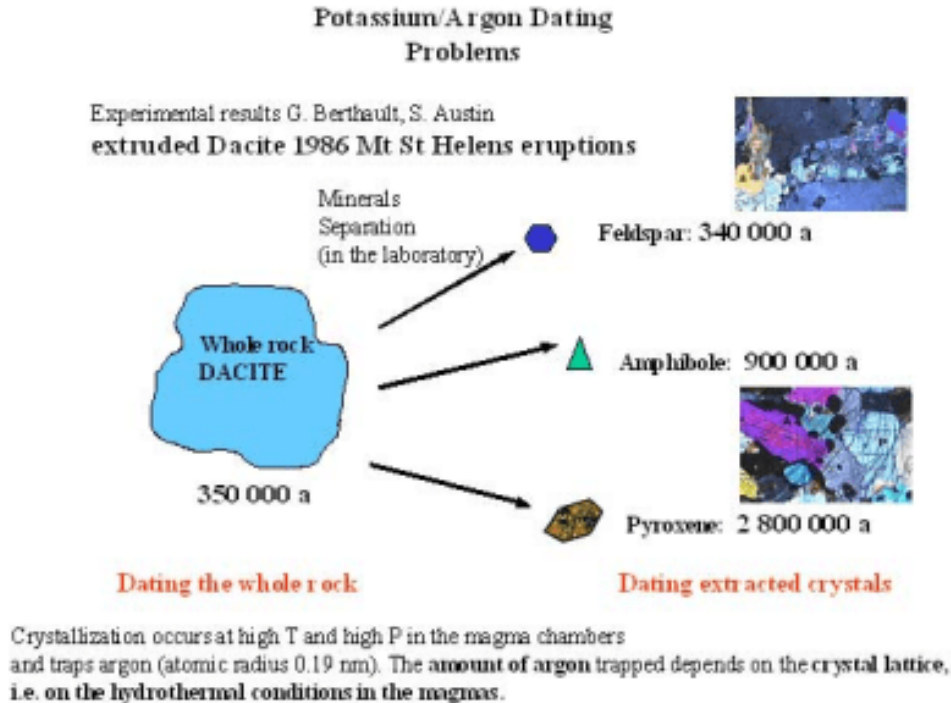 Potassium/Argon Dating
Problems
Experimental results G. Berthault, S. Austin
extruded Dacite 1986 Mt St Helens eruptions
Minerals
Separation
(in the laboratory)
Feldspar: 340 000 a
Whole rock
DACITE
Amphibole: 900 000 a
350 000 a
Pyroxene: 2 800 000 a
Dating the whole rock
Dating extracted crystals
Crystallization occurs at high T and high P in the magma chambers
and traps argon (atomic radius 0.19 nm). The amount of argon trapped depends on the crystal lattice,
i.e. on the hydrothermal conditions in the magmas.